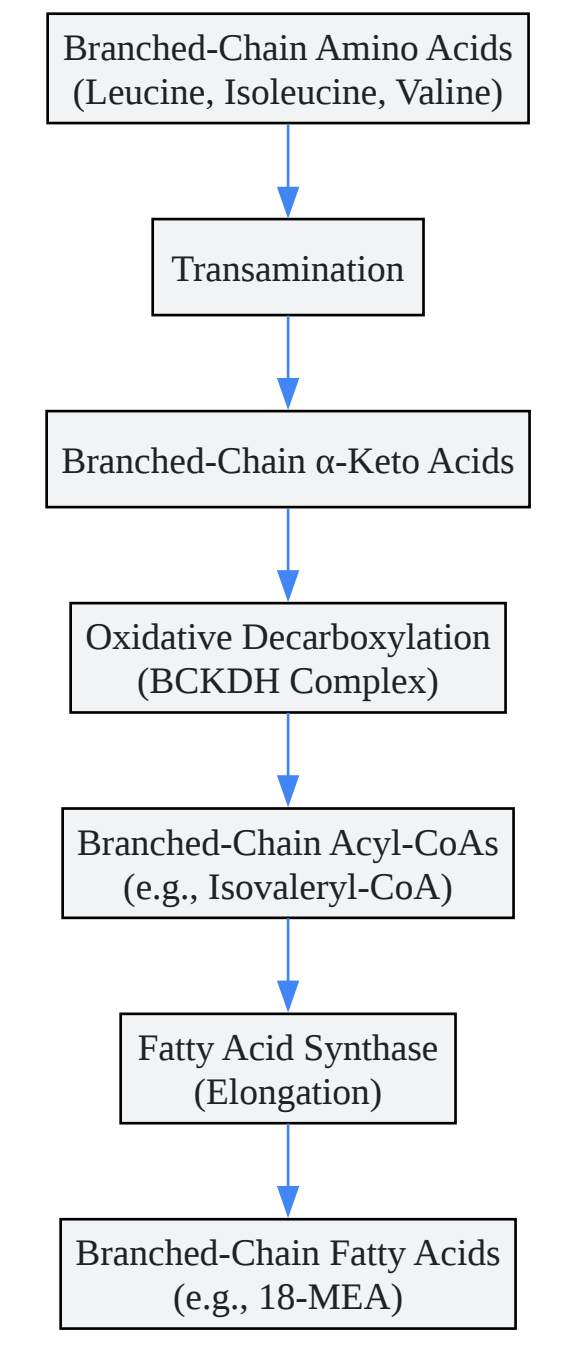 Branched-Chain Amino Acids
(Leucine, Isoleucine, Valine)
Transamination
Branched-Chain α-Keto Acids
Oxidative Decarboxylation
(BCKDH Complex)
Branched-Chain Acyl-CoAs
(e.g., Isovaleryl-CoA)
Fatty Acid Synthase
(Elongation)
Branched-Chain Fatty Acids
(e.g., 18-MEA)